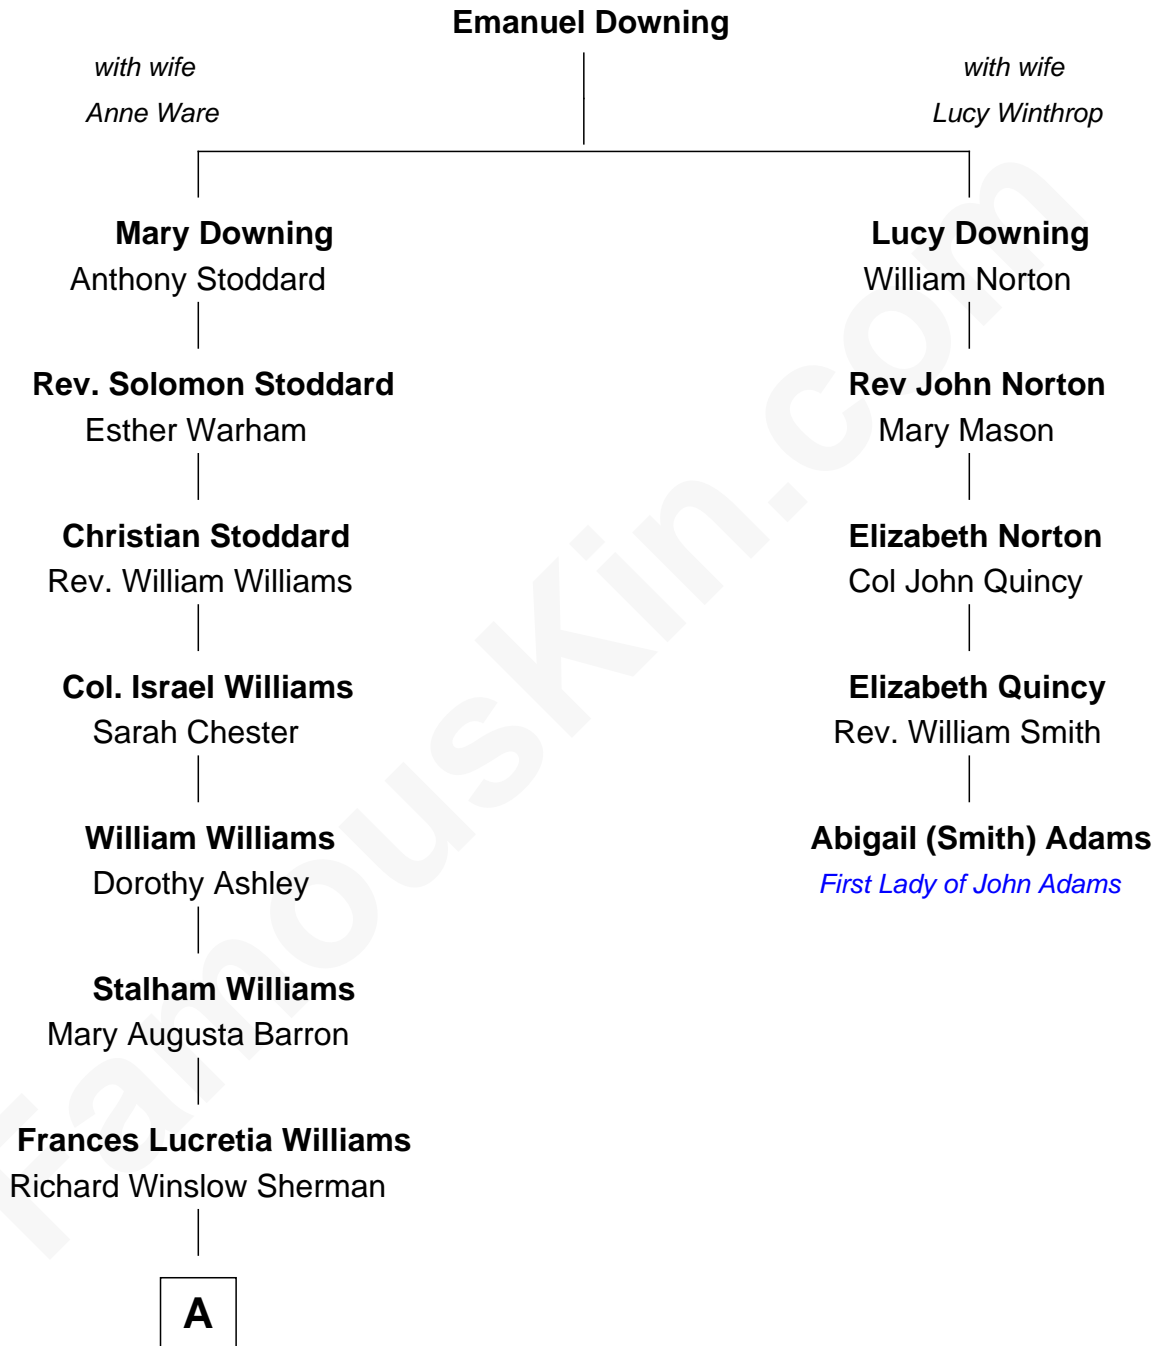 Emanuel Downing
with wife
Anne Ware
with wife
Lucy Winthrop
Mary Downing
Anthony Stoddard
Lucy Downing
William Norton
Rev. Solomon Stoddard
Esther Warham
Rev John Norton
Mary Mason
Christian Stoddard
Rev. William Williams
Elizabeth Norton
Col John Quincy
Col. Israel Williams
Sarah Chester
Elizabeth Quincy
Rev. William Smith
William Williams
Dorothy Ashley
Abigail (Smith) Adams
First Lady of John Adams
Stalham Williams
Mary Augusta Barron
Frances Lucretia Williams
Richard Winslow Sherman
A
FamousKin.com